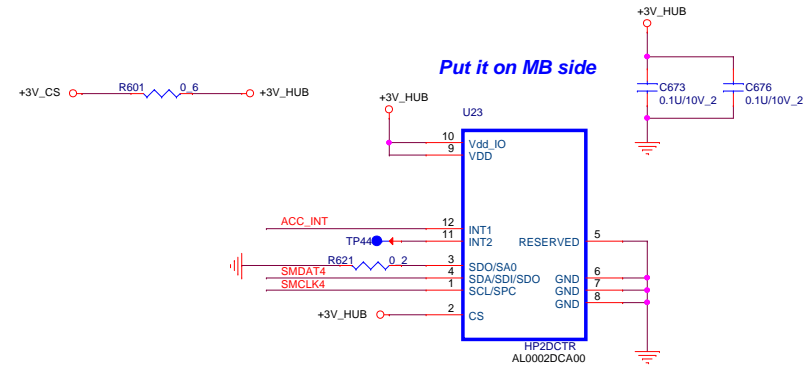 +3V_HUB
Put it on MB side
+3V_CS
R601
0_6
+3V_HUB
C673
0.1U/10V_2
C676
0.1U/10V_2
+3V_HUB
U23
10
Vdd_IO
9
VDD
ACC_INT
12
INT1
TP44
11
INT2
RESERVED
5
R621
0_2
3
SDO/SA0
SMDAT4
4
SDA/SDI/SDO
GND
6
SMCLK4
1
SCL/SPC
GND
7
GND
8
+3V_HUB
2
CS
HP2DCTR
AL0002DCA00